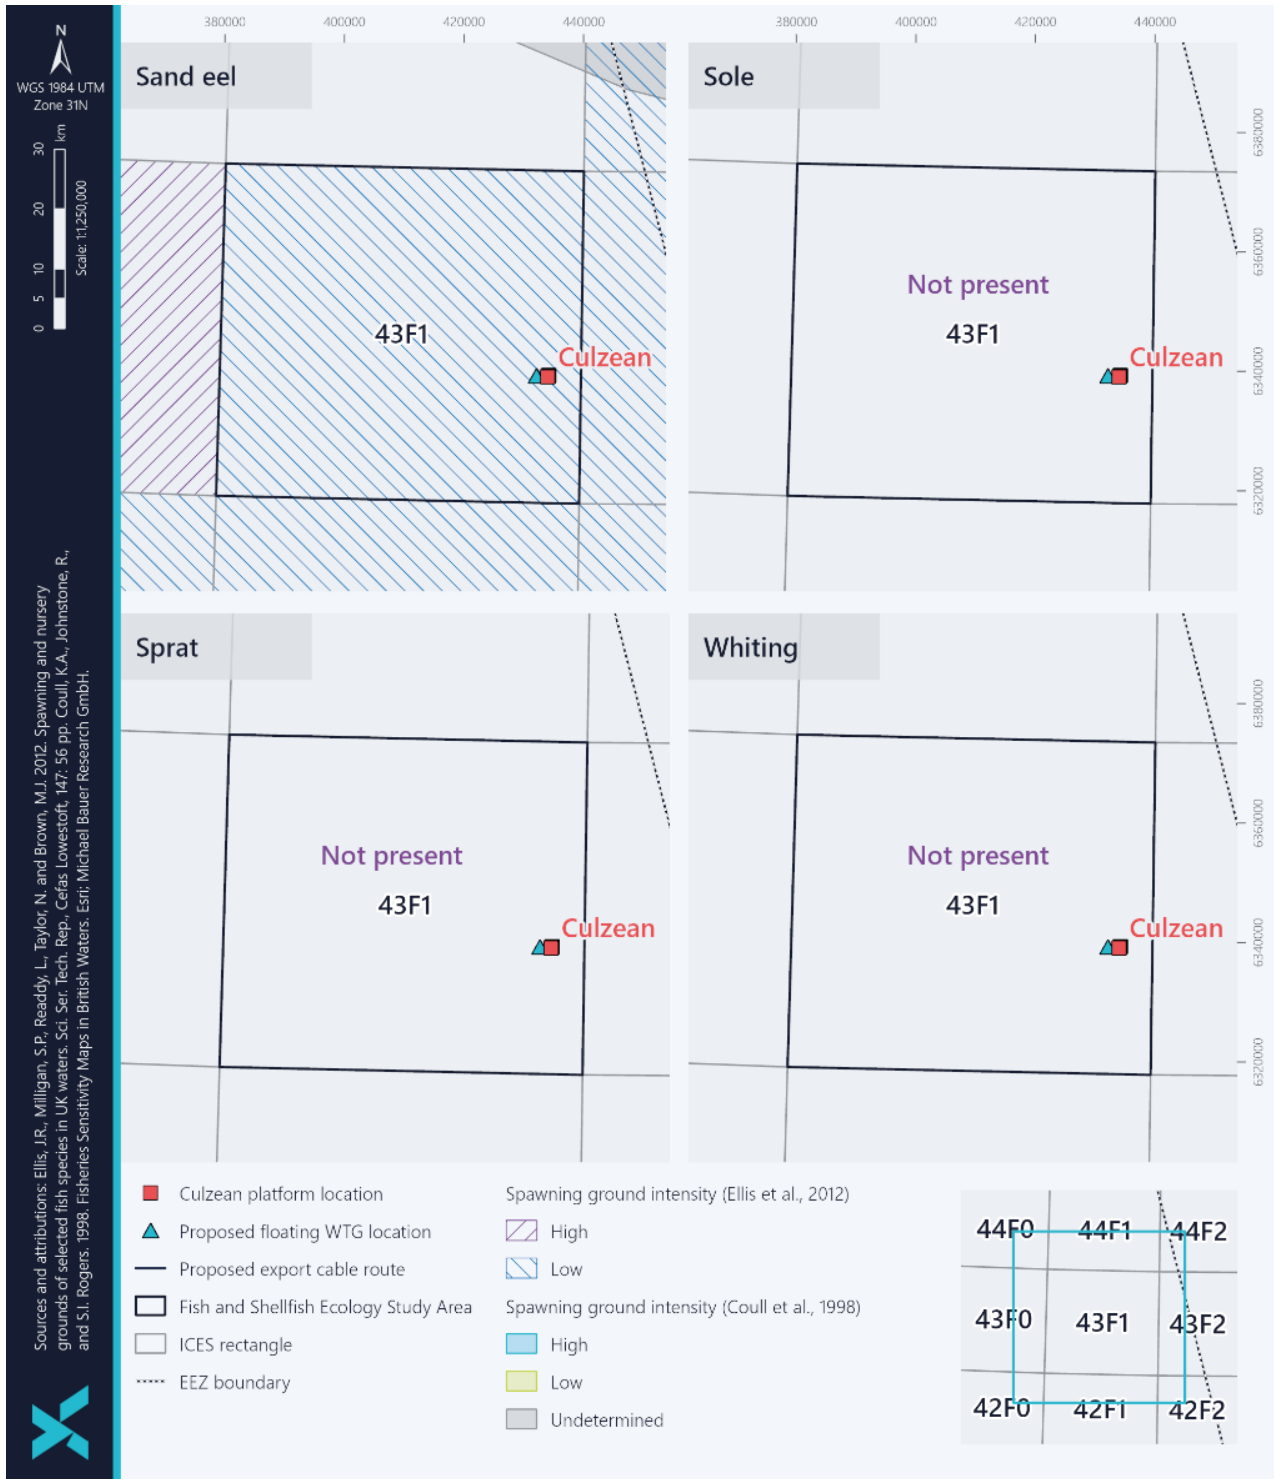 N
WGS 1984 UTM
Zone 31N
0 5 10 20 30
km
Scale: 1:1,250,000
Sources and attributions: Ellis, J.R., Milligan, S.P., Readdy, L., Taylor, N. and Brown, M.J. 2012. Spawning and nursery
grounds of selected fish species in UK waters. Sci. Ser. Tech. Rep., Cefas Lowestoft, 147: 56 pp. Coull, K.A., Johnstone, R.,
and S.I. Rogers. 1998. Fisheries Sensitivity Maps in British Waters. Esri; Michael Bauer Research GmbH.
380000 400000 420000 440000
380000 400000 420000 440000
Sand eel
43F1
Culzean
Sole
Not present
43F1
Culzean
6380000
6360000
6340000
6320000
Sprat
Not present
43F1
Culzean
Whiting
Not present
43F1
Culzean
6380000
6360000
6340000
6320000
Culzean platform location
Proposed floating WTG location
Proposed export cable route
Fish and Shellfish Ecology Study Area
ICES rectangle
EEZ boundary
Spawning ground intensity (Ellis et al., 2012)
High
Low
Spawning ground intensity (Coull et al., 1998)
High
Low
Undetermined
44F0 44F1 44F2
43F0 43F1 43F2
42F0 42F1 42F2